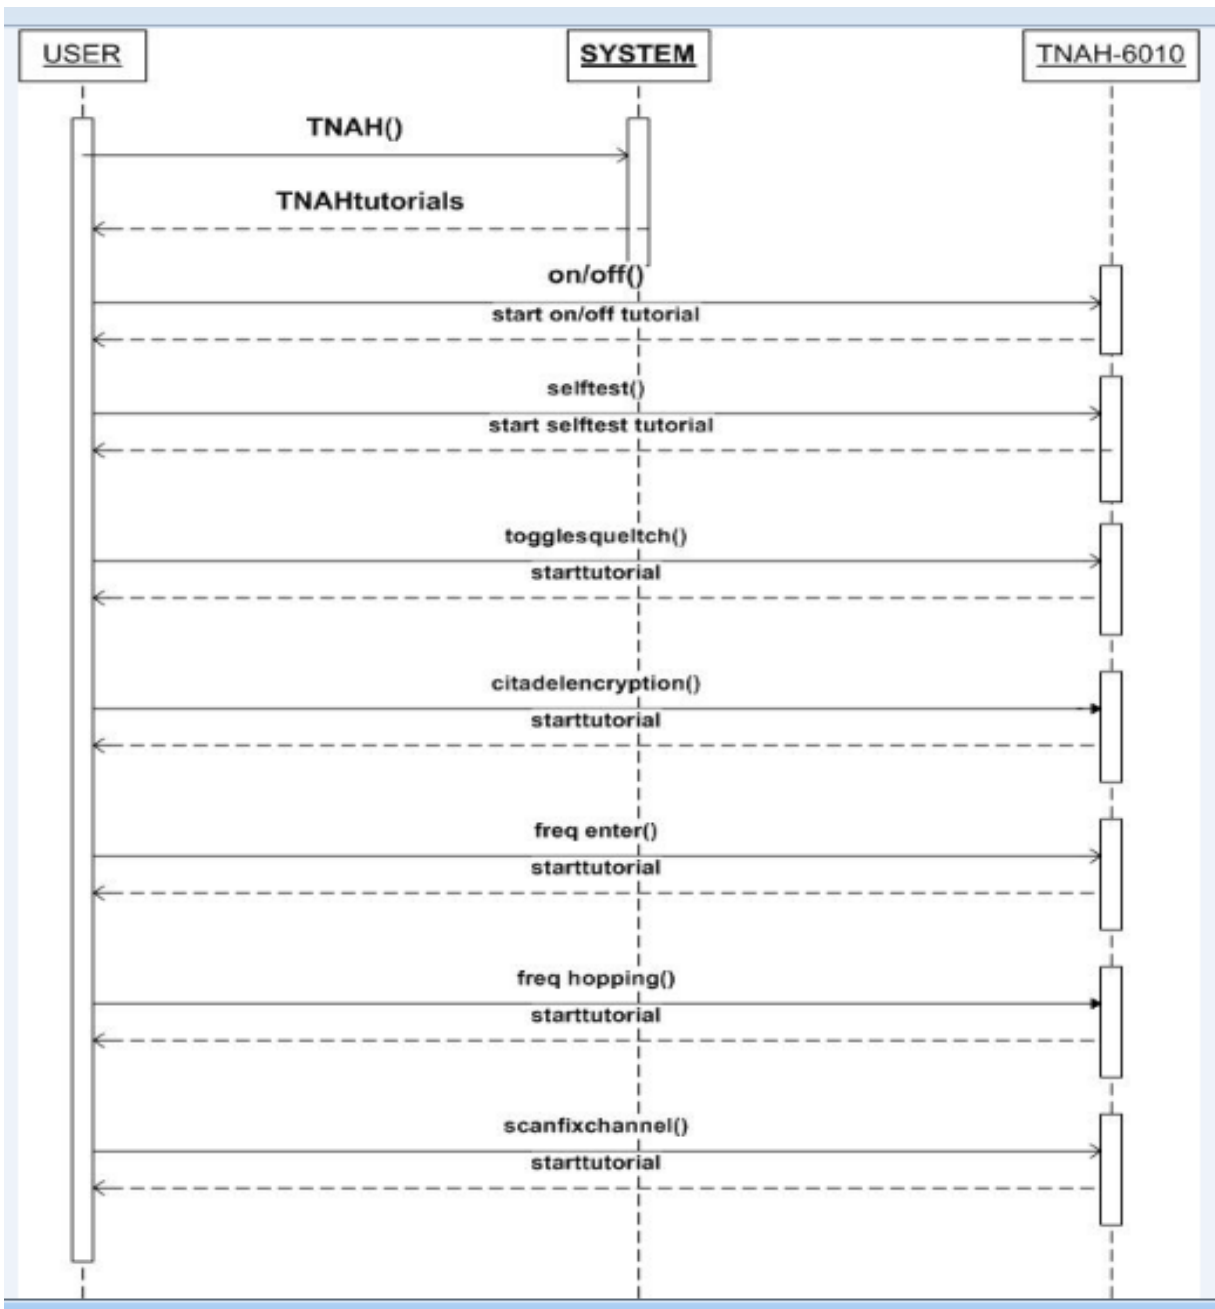 USER SYSTEM TNAH-6010
TNAH()
TNAHtutorials
on/off()
start on/off tutorial
selftest()
start selftest tutorial
togglesqueltch()
starttutorial
citadelencryption()
starttutorial
freq enter()
starttutorial
freq hopping()
starttutorial
scanfixchannel()
starttutorial